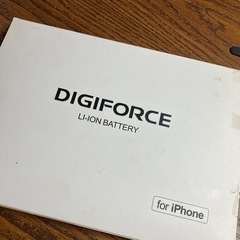 DIGIFORCE
LI-ION BATTERY
for iPhone